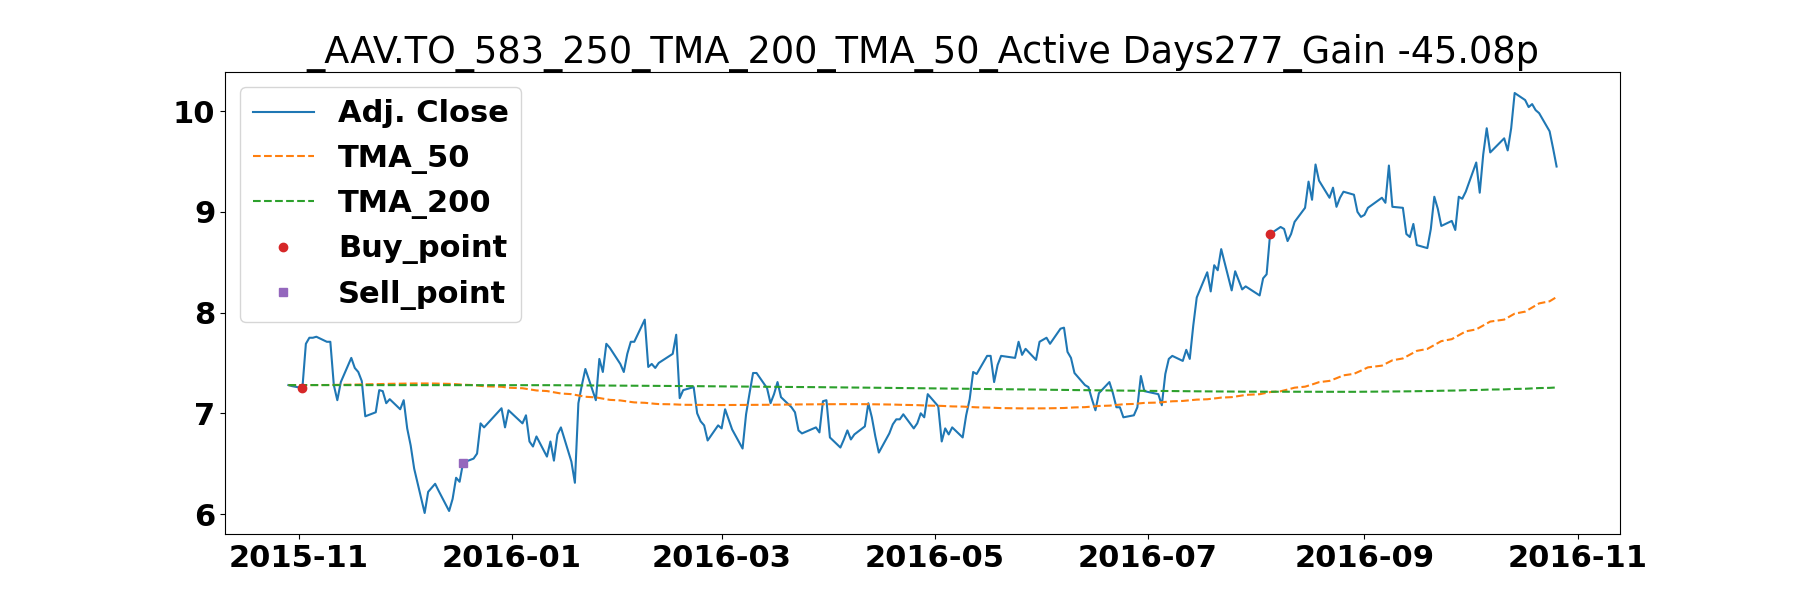 _AAV.TO_583_250_TMA_200_TMA_50_Active Days277_Gain -45.08p
Adj. Close
TMA_50
TMA_200
Buy_point
Sell_point
10
9
8
7
6
2015-11 2016-01 2016-03 2016-05 2016-07 2016-09 2016-11